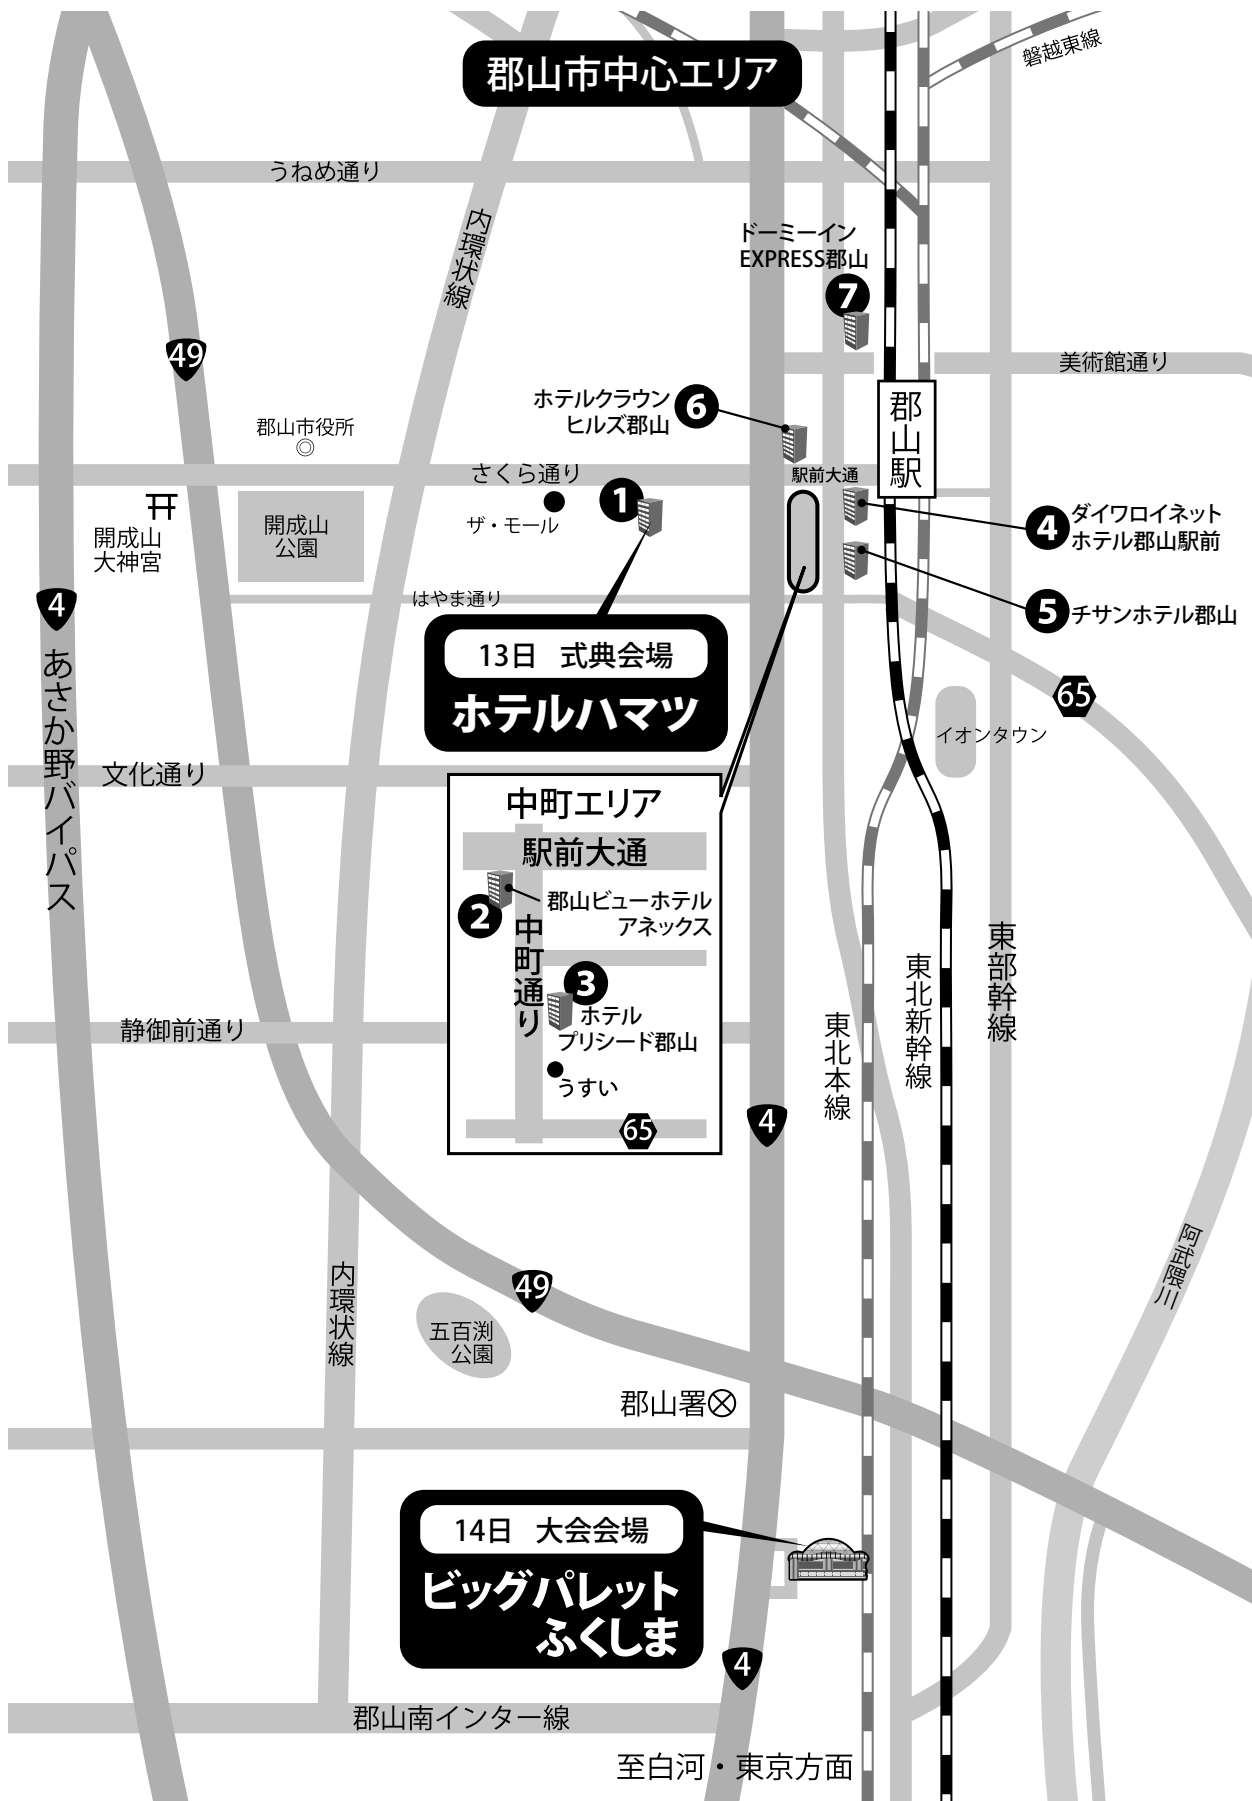 郡山市中心エリア
磐越東線
うねめ通り
内環状線
ドーミーイン
EXPRESS郡山
7
49
美術館通り
ホテルクラウン
ヒルズ郡山
6
郡山駅
郡山市役所
さくら通り
駅前大通
1
ザ・モール
開成山
大神宮
開成山
公園
4
ダイワロイネット
ホテル郡山駅前
5
チサンホテル郡山
はやま通り
4
あさか野バイパス
13日 式典会場
ホテルハマツ
65
イオンタウン
文化通り
中町エリア
駅前大通
2
郡山ビューホテル
アネックス
中町通り
3
ホテル
プリシード郡山
うすい
65
静御前通り
東部幹線
東北新幹線
東北本線
4
阿武隈川
内環状線
49
五百渕
公園
郡山署
14日 大会会場
ビッグパレット
ふくしま
4
郡山南インター線
至白河・東京方面